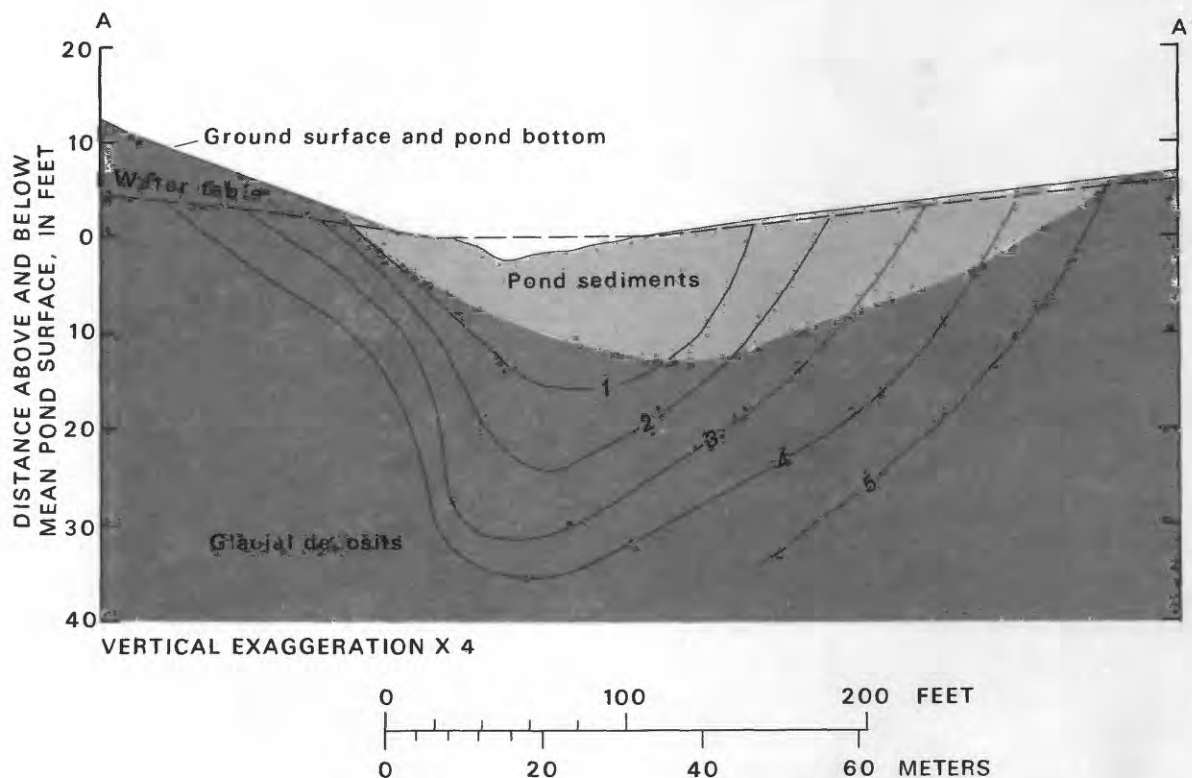 A A
20
10
0
10
20
30
40
DISTANCE ABOVE AND BELOW
MEAN POND SURFACE, IN FEET
Ground surface and pond bottom
Water table
Pond sediments
1
2
3
4
5
Glacial deposits
VERTICAL EXAGGERATION X 4
0 100 200 FEET
0 20 40 60 METERS